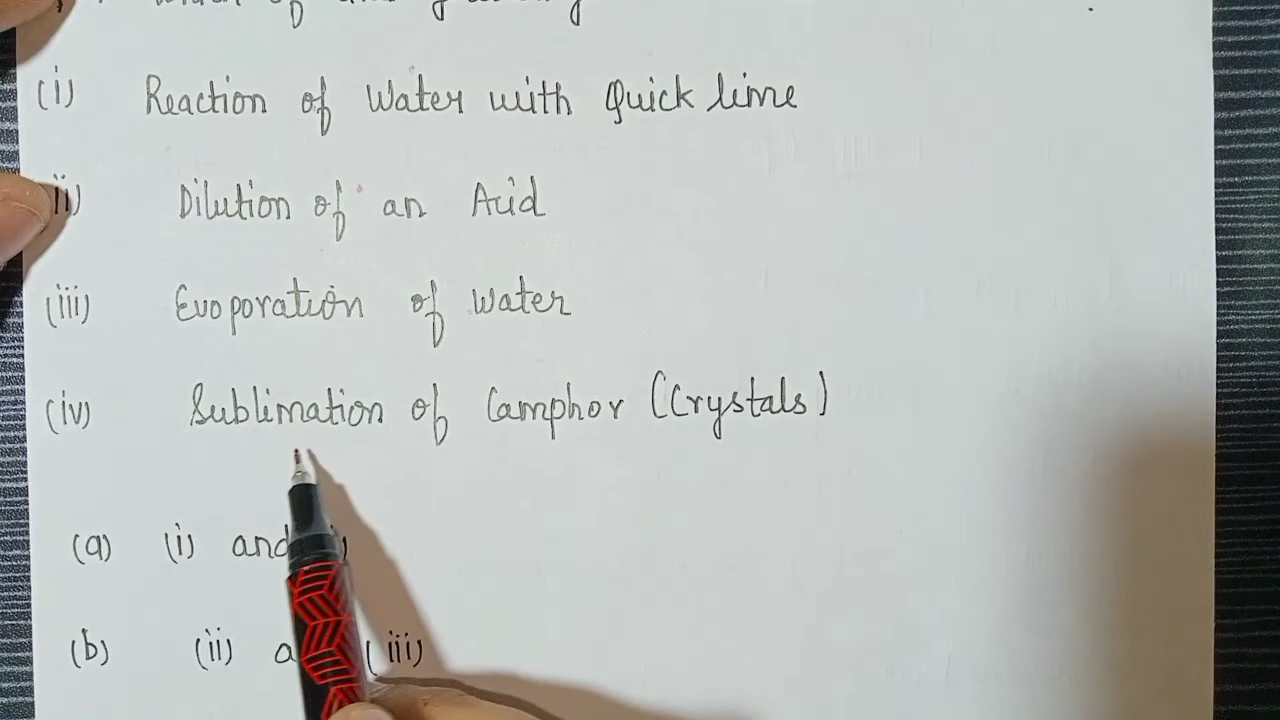 (i) Reaction of Water with Quick lime
ii) Dilution of an Acid
(iii) Evoporation of water
(iv) Sublimation of Camphor (Crystals)
(a) (i) and
(b) (ii) (iii)